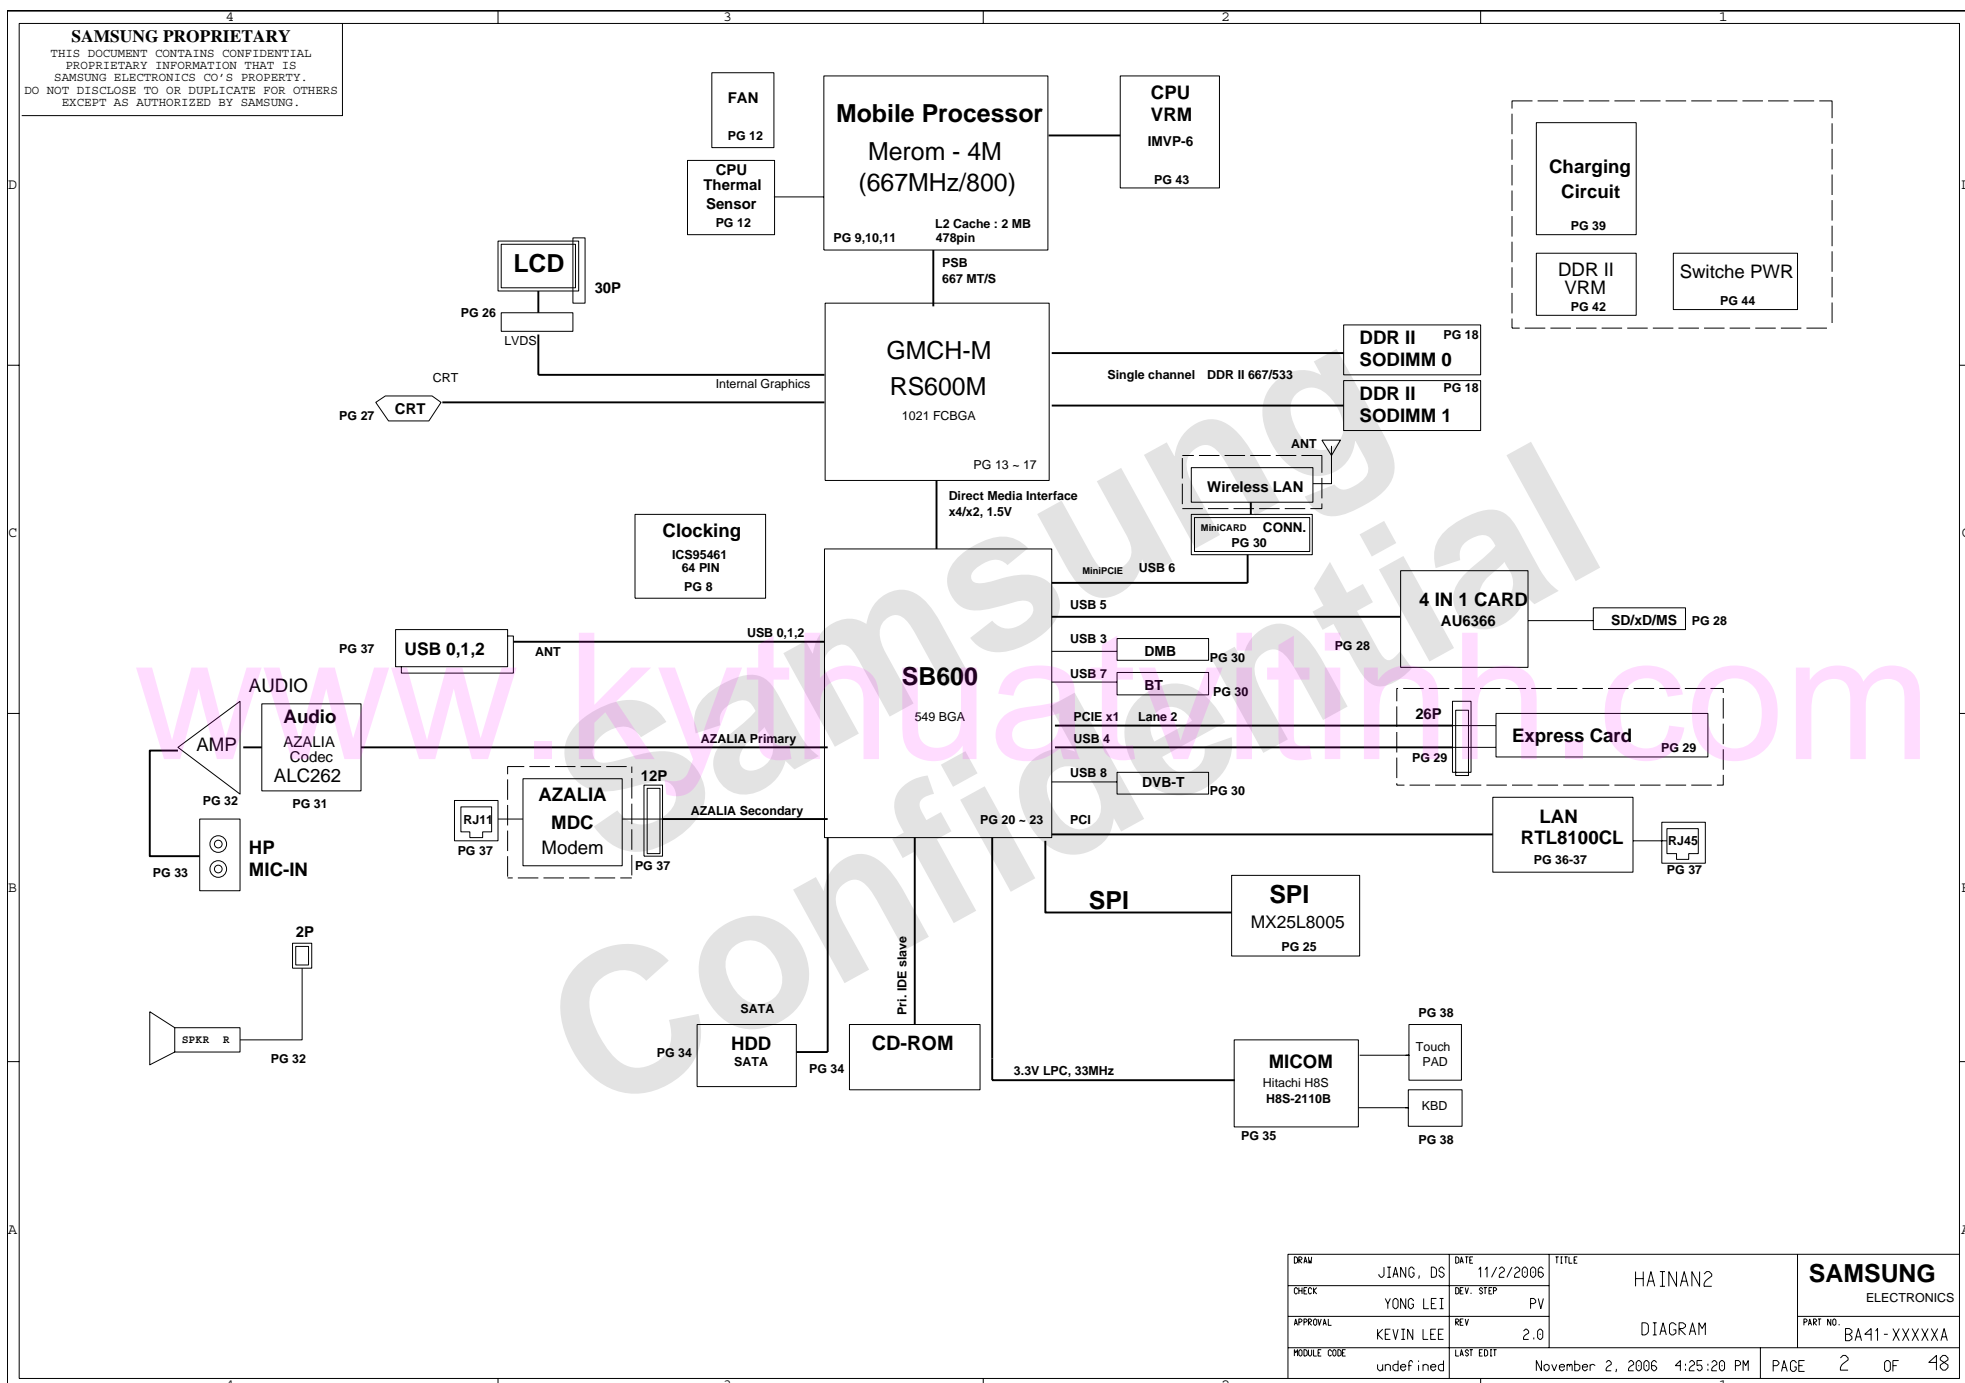 4 3 2 1
SAMSUNG PROPRIETARY
THIS DOCUMENT CONTAINS CONFIDENTIAL
PROPRIETARY INFORMATION THAT IS
SAMSUNG ELECTRONICS CO'S PROPERTY.
DO NOT DISCLOSE TO OR DUPLICATE FOR OTHERS
EXCEPT AS AUTHORIZED BY SAMSUNG.
FAN
PG 12
CPU
Thermal
Sensor
PG 12
Mobile Processor
Merom - 4M
(667MHz/800)
L2 Cache : 2 MB
PG 9,10,11 478pin
CPU
VRM
IMVP-6
PG 43
Charging
Circuit
PG 39
DDR II
VRM
PG 42
Switche PWR
PG 44
D
PSB
667 MT/S
LCD
30P
PG 26
LVDS
CRT
Internal Graphics
PG 27
CRT
GMCH-M
RS600M
1021 FCBGA
PG 13 ~ 17
DDR II PG 18
SODIMM 0
Single channel DDR II 667/533
DDR II PG 18
SODIMM 1
ANT
Wireless LAN
MiniCARD CONN.
PG 30
Direct Media Interface
x4/x2, 1.5V
C
Clocking
ICS95461
64 PIN
PG 8
MiniPCIE USB 6
USB 5
4 IN 1 CARD
AU6366
PG 28
SD/xD/MS PG 28
USB 0,1,2
PG 37
USB 0,1,2
ANT
USB 3
DMB
PG 30
USB 7
BT
PG 30
SB600
549 BGA
PG 20 ~ 23
PCIE x1 Lane 2
USB 4
26P
PG 29
Express Card
PG 29
USB 8
DVB-T
PG 30
PCI
LAN
RTL8100CL
PG 36-37
RJ45
PG 37
AUDIO
Audio
AZALIA
Codec
ALC262
PG 31
AMP
PG 32
AZALIA Primary
HP
MIC-IN
PG 33
RJ11
PG 37
AZALIA
MDC
Modem
12P
PG 37
AZALIA Secondary
B
SPI
SPI
MX25L8005
PG 25
2P
SPKR R
PG 32
SATA
HDD
SATA
PG 34
Pri. IDE slave
CD-ROM
PG 34
3.3V LPC, 33MHz
MICOM
Hitachi H8S
H8S-2110B
PG 35
PG 38
Touch
PAD
KBD
PG 38
A
www.kythuatvitinh.com
Samsung
Confidential
DRAW JIANG, DS
DATE 11/2/2006
TITLE HAINAN2
SAMSUNG
ELECTRONICS
CHECK YONG LEI
DEV. STEP PV
APPROVAL KEVIN LEE
REV 2.0
DIAGRAM
PART NO. BA41-XXXXXA
MODULE CODE undefined
LAST EDIT November 2, 2006 4:25:20 PM
PAGE 2 OF 48